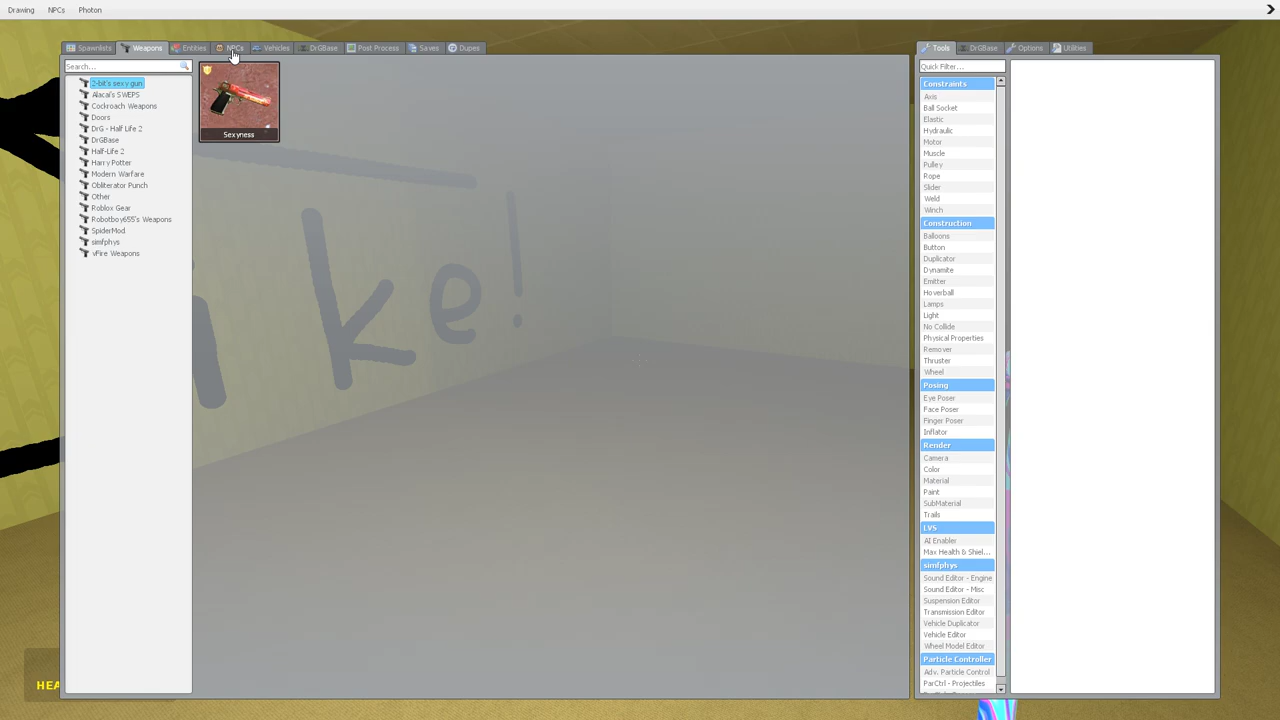 Drawing NPCs Photon
Spawnlists Weapons Entities NPCs Vehicles DrGBase Post Process Saves Dupes
Search...
2-bit's sexy gun
Alacai's SWEPS
Cockroach Weapons
Doors
DrG - Half Life 2
DrGBase
Half-Life 2
Harry Potter
Modern Warfare
Obliterator Punch
Other
Roblox Gear
Robotboy655's Weapons
SpiderMod
simfphys
vFire Weapons
Sexyness
ke!
HEA
Tools DrGBase Options Utilities
Quick Filter...
Constraints
Axis
Ball Socket
Elastic
Hydraulic
Motor
Muscle
Pulley
Rope
Slider
Weld
Winch
Construction
Balloons
Button
Duplicator
Dynamite
Emitter
Hoverball
Lamps
Light
No Collide
Physical Properties
Remover
Thruster
Wheel
Posing
Eye Poser
Face Poser
Finger Poser
Inflator
Render
Camera
Color
Material
Paint
SubMaterial
Trails
LVS
AI Enabler
Max Health & Shiel...
simfphys
Sound Editor - Engine
Sound Editor - Misc
Suspension Editor
Transmission Editor
Vehicle Duplicator
Vehicle Editor
Wheel Model Editor
Particle Controller
Adv. Particle Control
ParCtrl - Projectiles